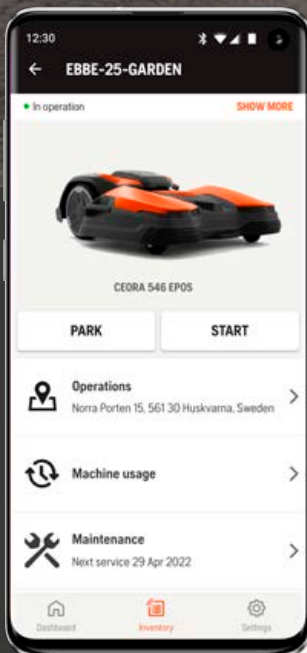 12:30
EBBE-25-GARDEN
In operation
SHOW MORE
CEORA 546 EPOS
PARK
START
Operations
Norra Porten 15, 561 30 Huskvarna, Sweden
Machine usage
Maintenance
Next service 29 Apr 2022
Dashboard
Inventory
Settings